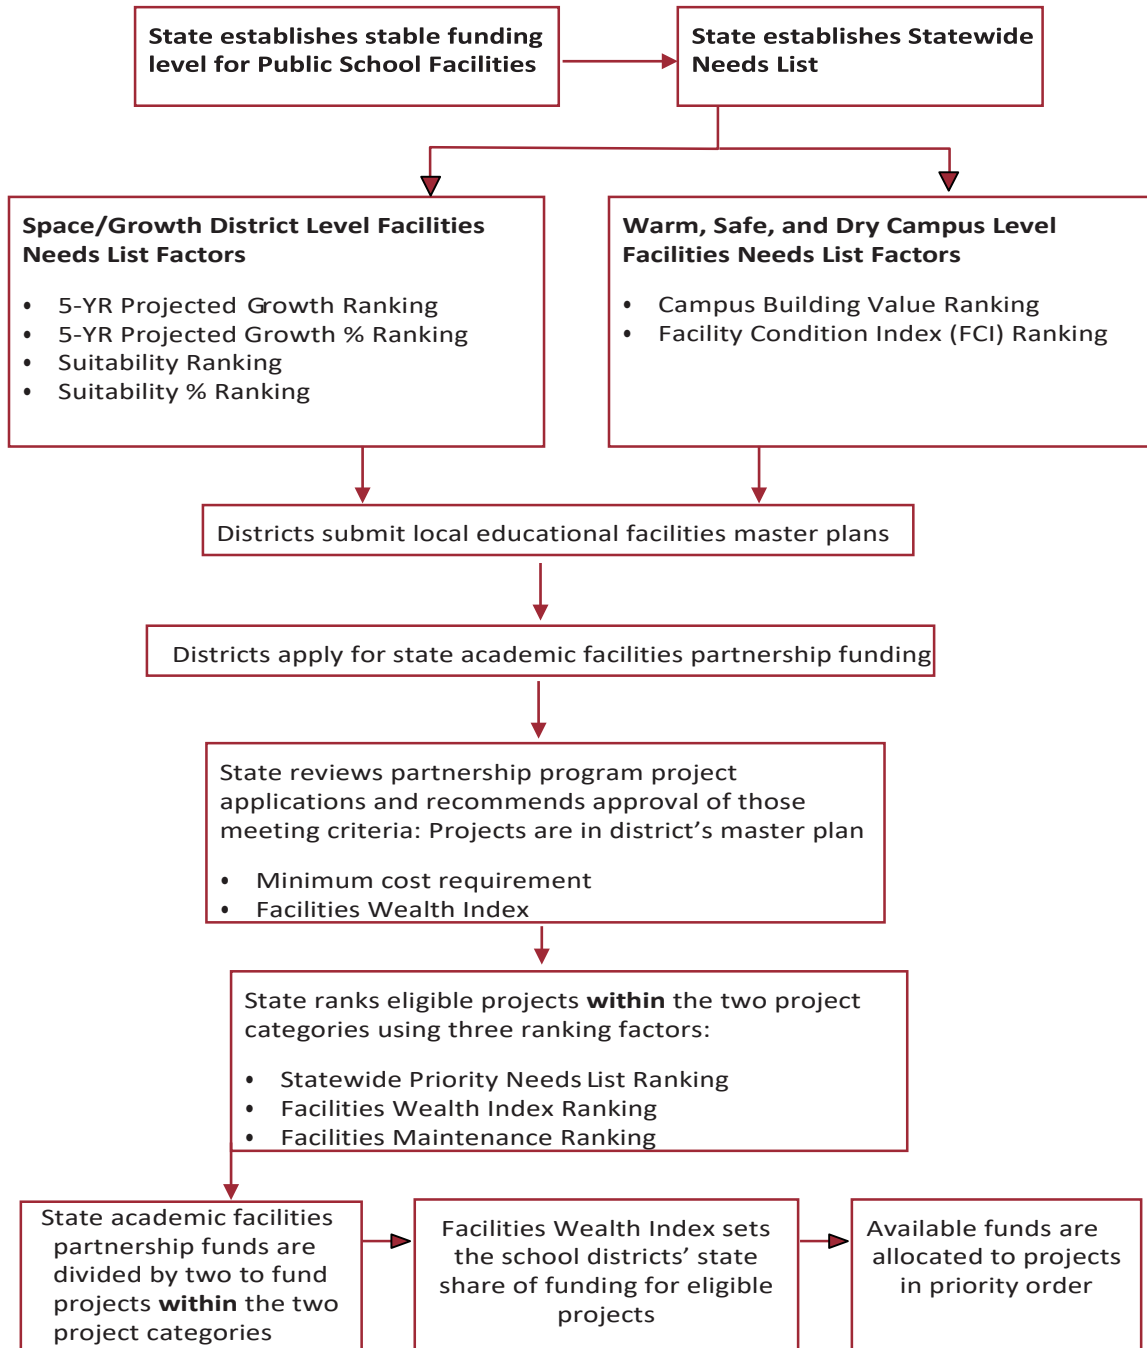 State establishes stable funding
level for Public School Facilities
State establishes Statewide
Needs List
Space/Growth District Level Facilities
Needs List Factors
• 5-YR Projected Growth Ranking
• 5-YR Projected Growth % Ranking
• Suitability Ranking
• Suitability % Ranking
Warm, Safe, and Dry Campus Level
Facilities Needs List Factors
• Campus Building Value Ranking
• Facility Condition Index (FCI) Ranking
Districts submit local educational facilities master plans
Districts apply for state academic facilities partnership funding
State reviews partnership program project
applications and recommends approval of those
meeting criteria: Projects are in district’s master plan
• Minimum cost requirement
• Facilities Wealth Index
State ranks eligible projects within the two project
categories using three ranking factors:
• Statewide Priority Needs List Ranking
• Facilities Wealth Index Ranking
• Facilities Maintenance Ranking
State academic facilities
partnership funds are
divided by two to fund
projects within the two
project categories
Facilities Wealth Index sets
the school districts’ state
share of funding for eligible
projects
Available funds are
allocated to projects
in priority order